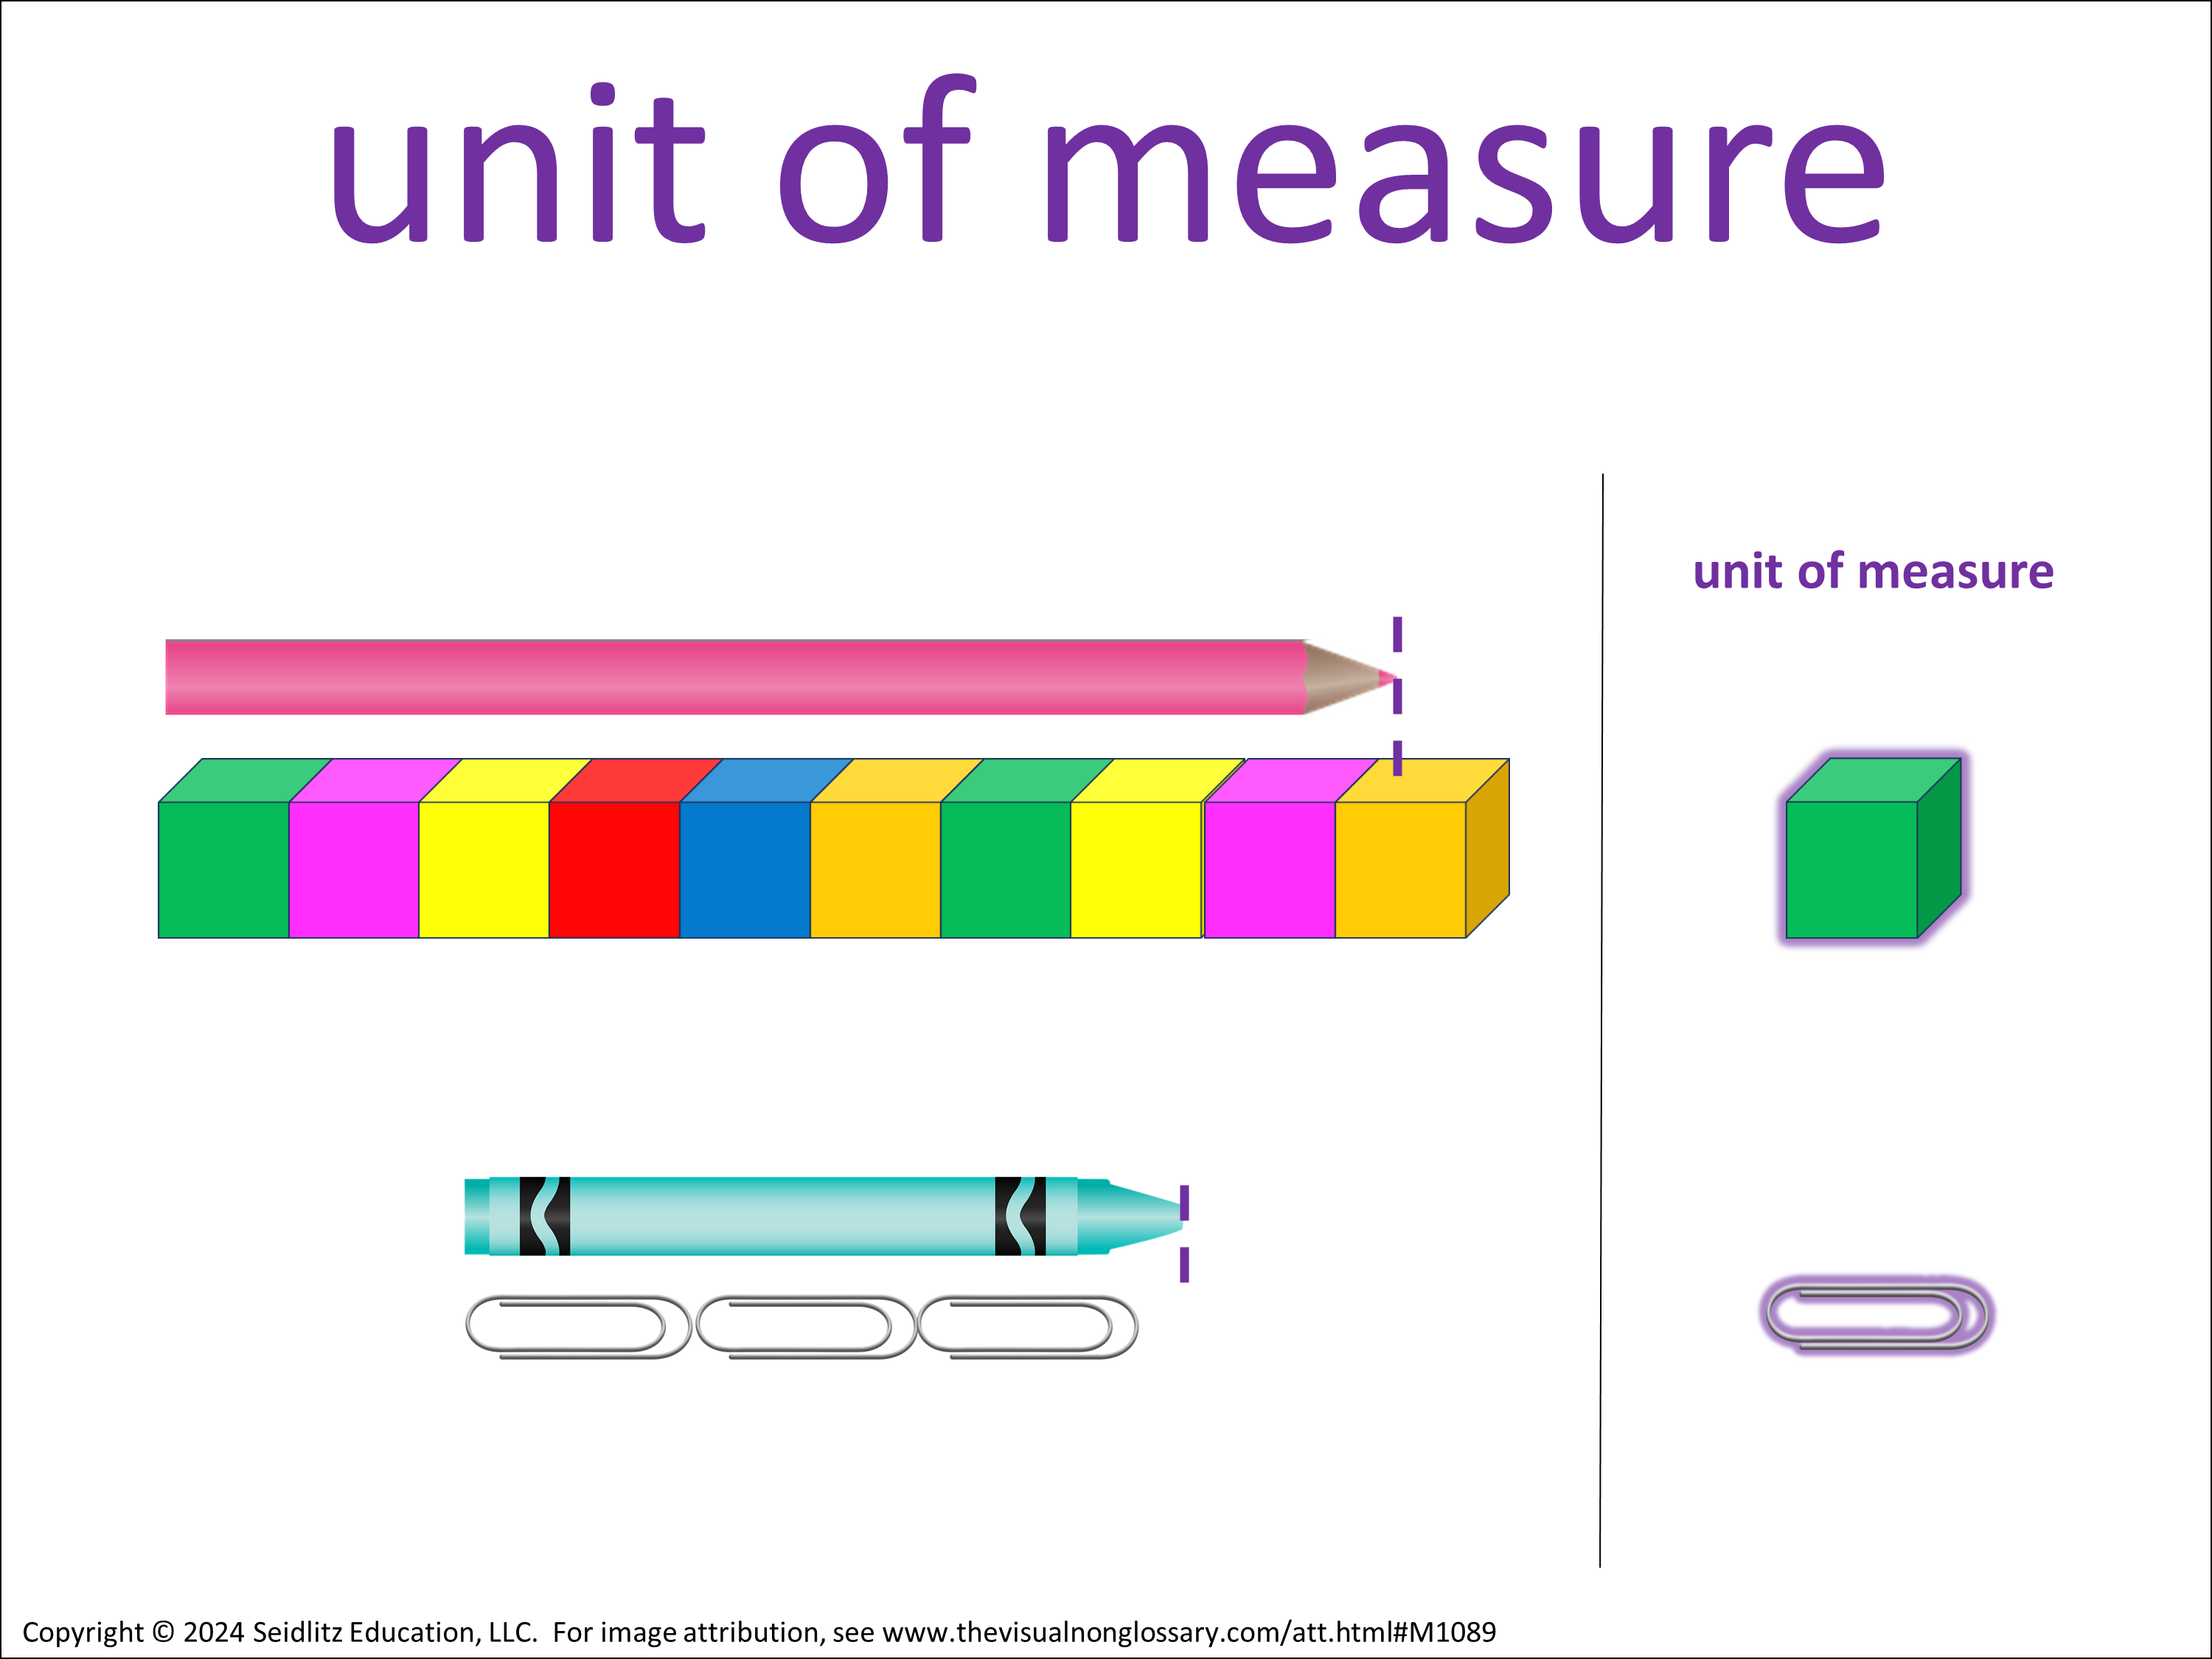 unit of measure
unit of measure
Copyright © 2024 Seidlitz Education, LLC.  For image attribution, see www.thevisualnonglossary.com/att.html#M1089